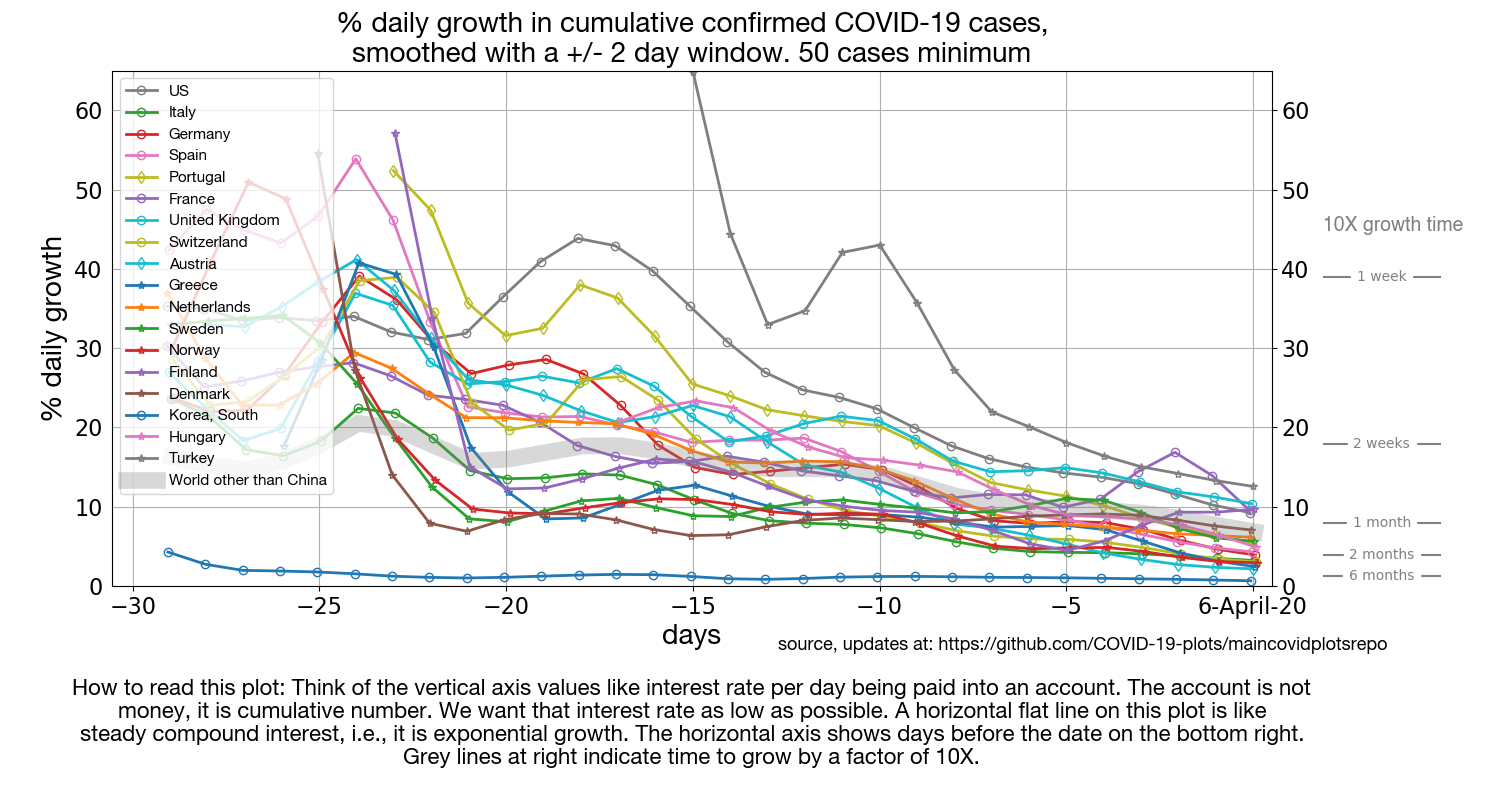 % daily growth in cumulative confirmed COVID-19 cases,
smoothed with a +/- 2 day window. 50 cases minimum
% daily growth
60
50
40
30
20
10
0
US
Italy
Germany
Spain
Portugal
France
United Kingdom
Switzerland
Austria
Greece
Netherlands
Sweden
Norway
Finland
Denmark
Korea, South
Hungary
Turkey
World other than China
60
50
40
30
20
10
0
10X growth time
1 week
2 weeks
1 month
2 months
6 months
−30
−25
−20
−15
−10
−5
6-April-20
days
source, updates at: https://github.com/COVID-19-plots/maincovidplotsrepo
How to read this plot: Think of the vertical axis values like interest rate per day being paid into an account. The account is not
money, it is cumulative number. We want that interest rate as low as possible. A horizontal flat line on this plot is like
steady compound interest, i.e., it is exponential growth. The horizontal axis shows days before the date on the bottom right.
Grey lines at right indicate time to grow by a factor of 10X.